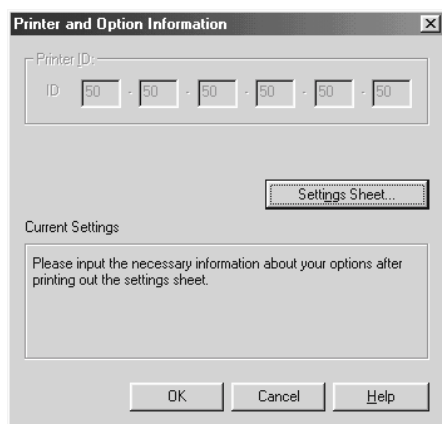 Printer and Option Information
Printer ID:
ID 50 - 50 - 50 - 50 - 50 - 50
Settings Sheet...
Current Settings
Please input the necessary information about your options after
printing out the settings sheet.
OK Cancel Help